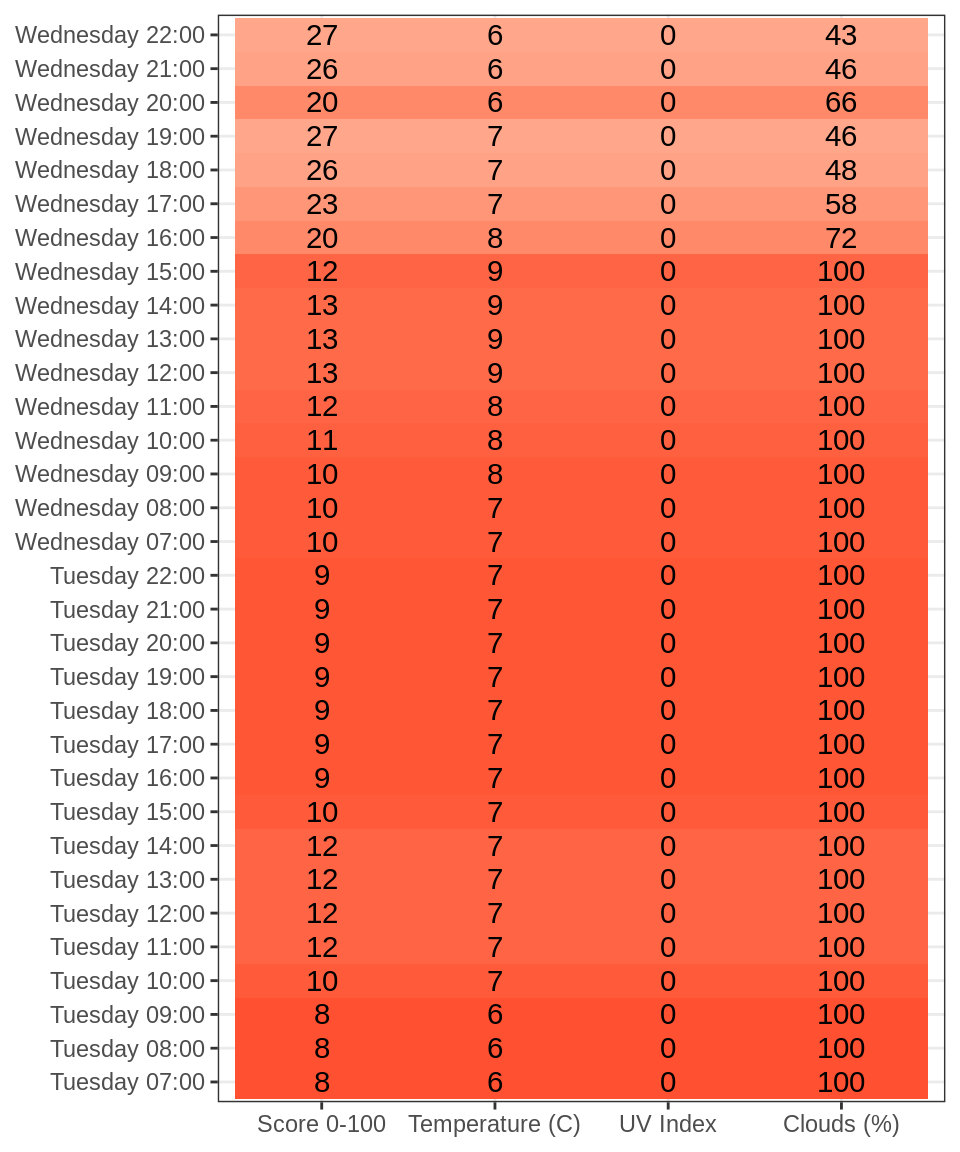 Wednesday 22:00 27 6 0 43
Wednesday 21:00 26 6 0 46
Wednesday 20:00 20 6 0 66
Wednesday 19:00 27 7 0 46
Wednesday 18:00 26 7 0 48
Wednesday 17:00 23 7 0 58
Wednesday 16:00 20 8 0 72
Wednesday 15:00 12 9 0 100
Wednesday 14:00 13 9 0 100
Wednesday 13:00 13 9 0 100
Wednesday 12:00 13 9 0 100
Wednesday 11:00 12 8 0 100
Wednesday 10:00 11 8 0 100
Wednesday 09:00 10 8 0 100
Wednesday 08:00 10 7 0 100
Wednesday 07:00 10 7 0 100
Tuesday 22:00 9 7 0 100
Tuesday 21:00 9 7 0 100
Tuesday 20:00 9 7 0 100
Tuesday 19:00 9 7 0 100
Tuesday 18:00 9 7 0 100
Tuesday 17:00 9 7 0 100
Tuesday 16:00 9 7 0 100
Tuesday 15:00 10 7 0 100
Tuesday 14:00 12 7 0 100
Tuesday 13:00 12 7 0 100
Tuesday 12:00 12 7 0 100
Tuesday 11:00 12 7 0 100
Tuesday 10:00 10 7 0 100
Tuesday 09:00 8 6 0 100
Tuesday 08:00 8 6 0 100
Tuesday 07:00 8 6 0 100
Score 0-100 Temperature (C) UV Index Clouds (%)